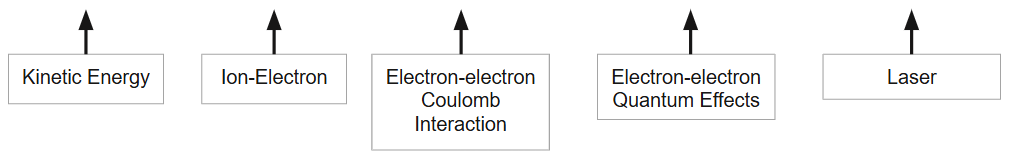 Kinetic Energy
Ion-Electron
Electron-electron
Coulomb
Interaction
Electron-electron
Quantum Effects
Laser